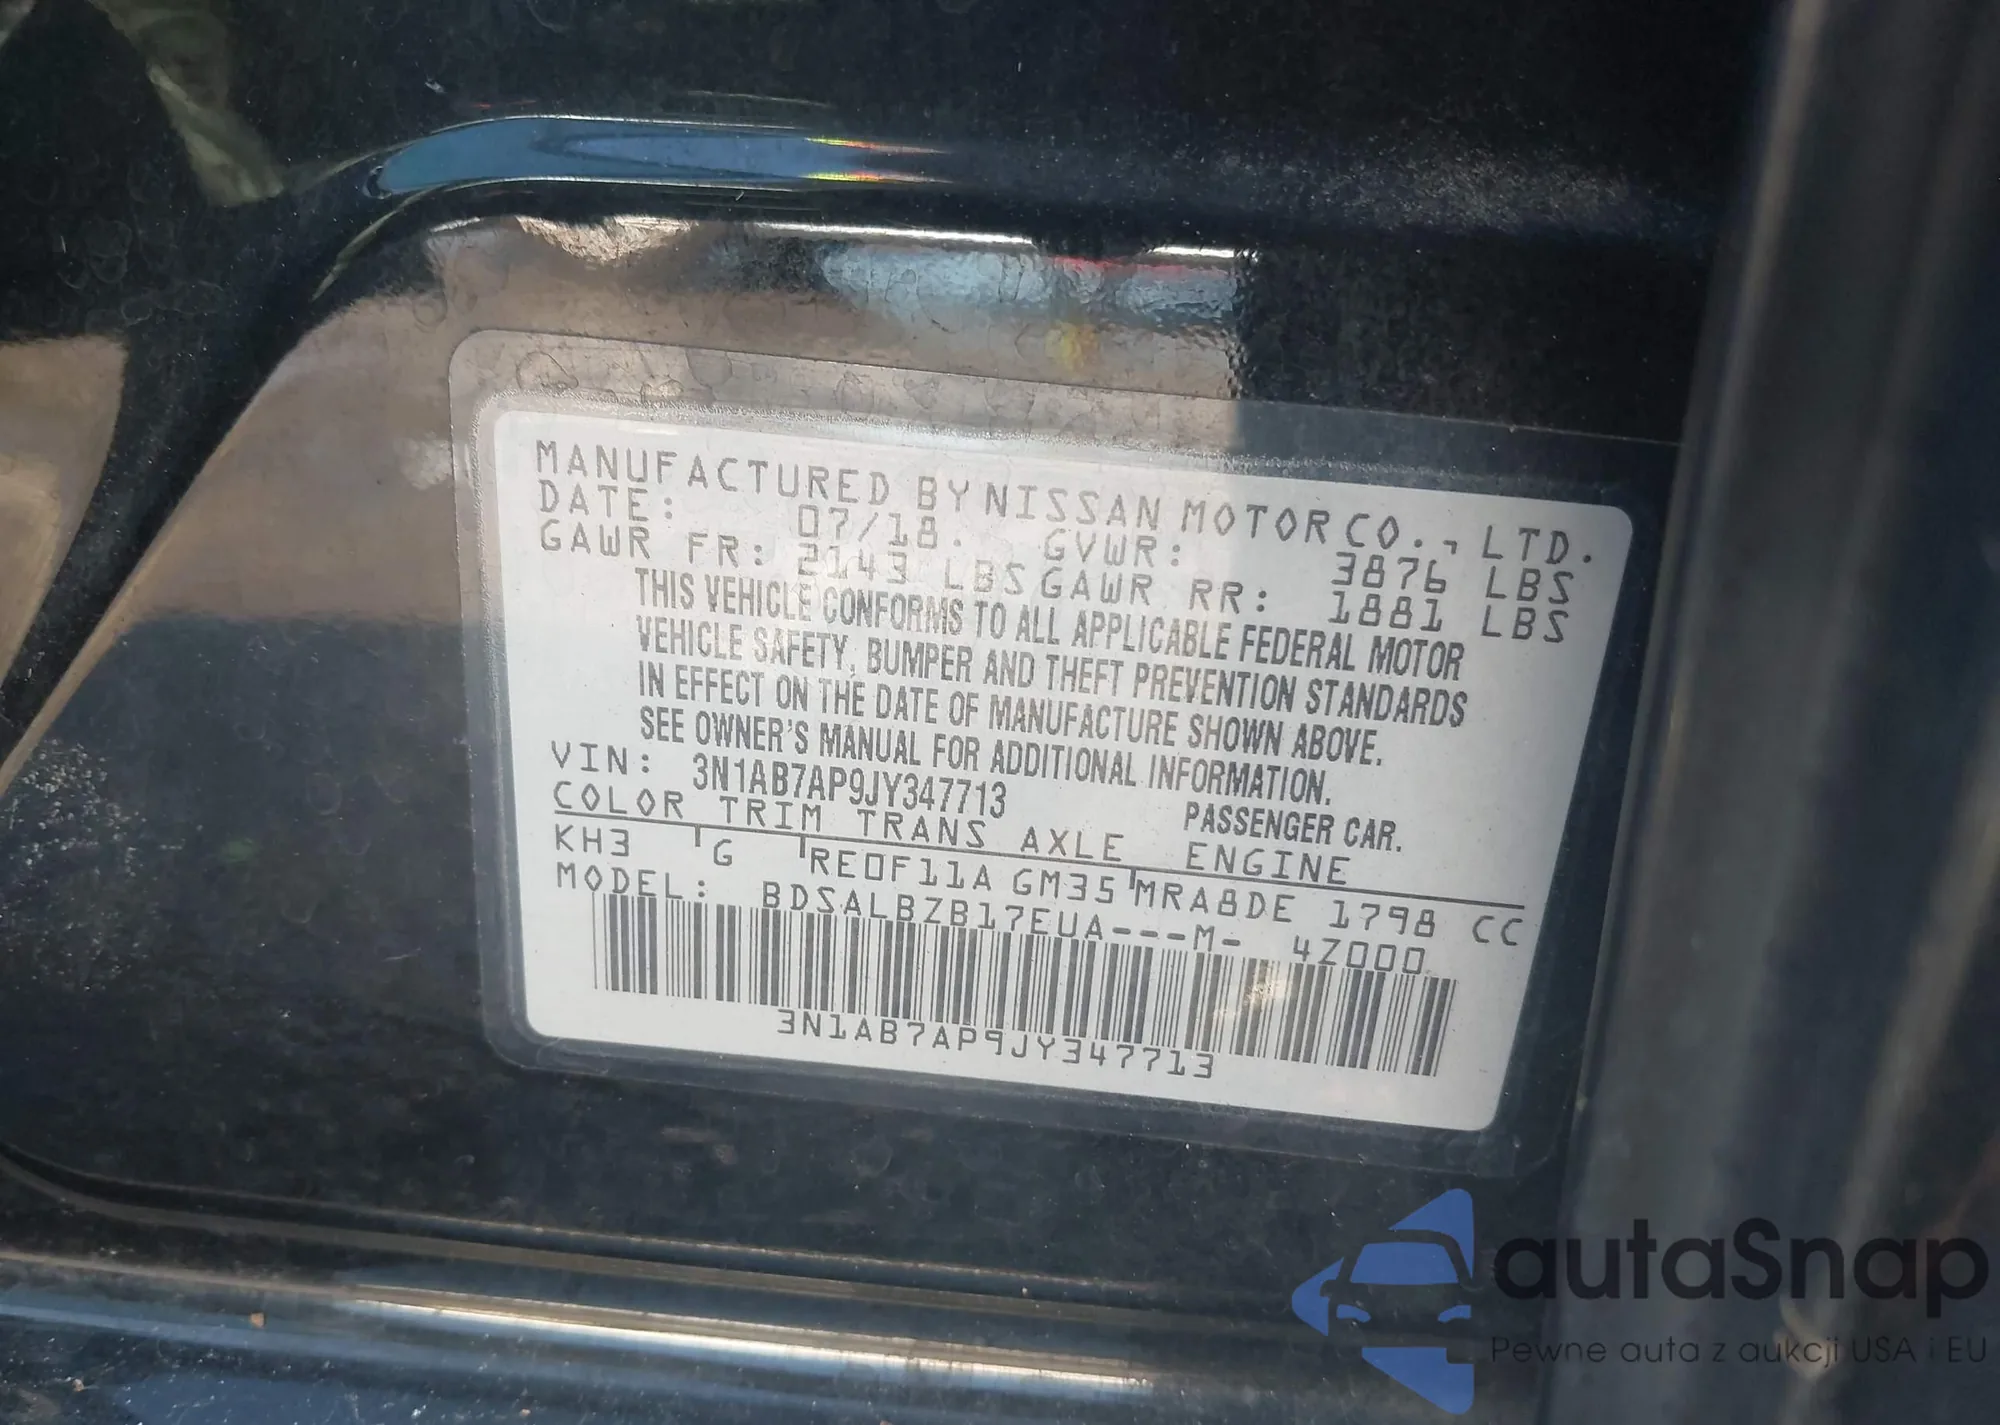 MANUFACTURED BY NISSAN MOTOR CO., LTD.
DATE: 07/18. GVWR: 3876 LBS
GAWR FR: 2143 LBS GAWR RR: 1881 LBS
THIS VEHICLE CONFORMS TO ALL APPLICABLE FEDERAL MOTOR
VEHICLE SAFETY, BUMPER AND THEFT PREVENTION STANDARDS
IN EFFECT ON THE DATE OF MANUFACTURE SHOWN ABOVE.
SEE OWNER'S MANUAL FOR ADDITIONAL INFORMATION.
VIN: 3N1AB7AP9JY347713 PASSENGER CAR.
COLOR TRIM TRANS AXLE ENGINE
KH3 G RE0F11A GM35 MRA8DE 1798 CC
MODEL: BDSALBZB17EUA---M- 4Z000
3N1AB7AP9JY347713
autaSnap
Pewne auta z aukcji USA i EU